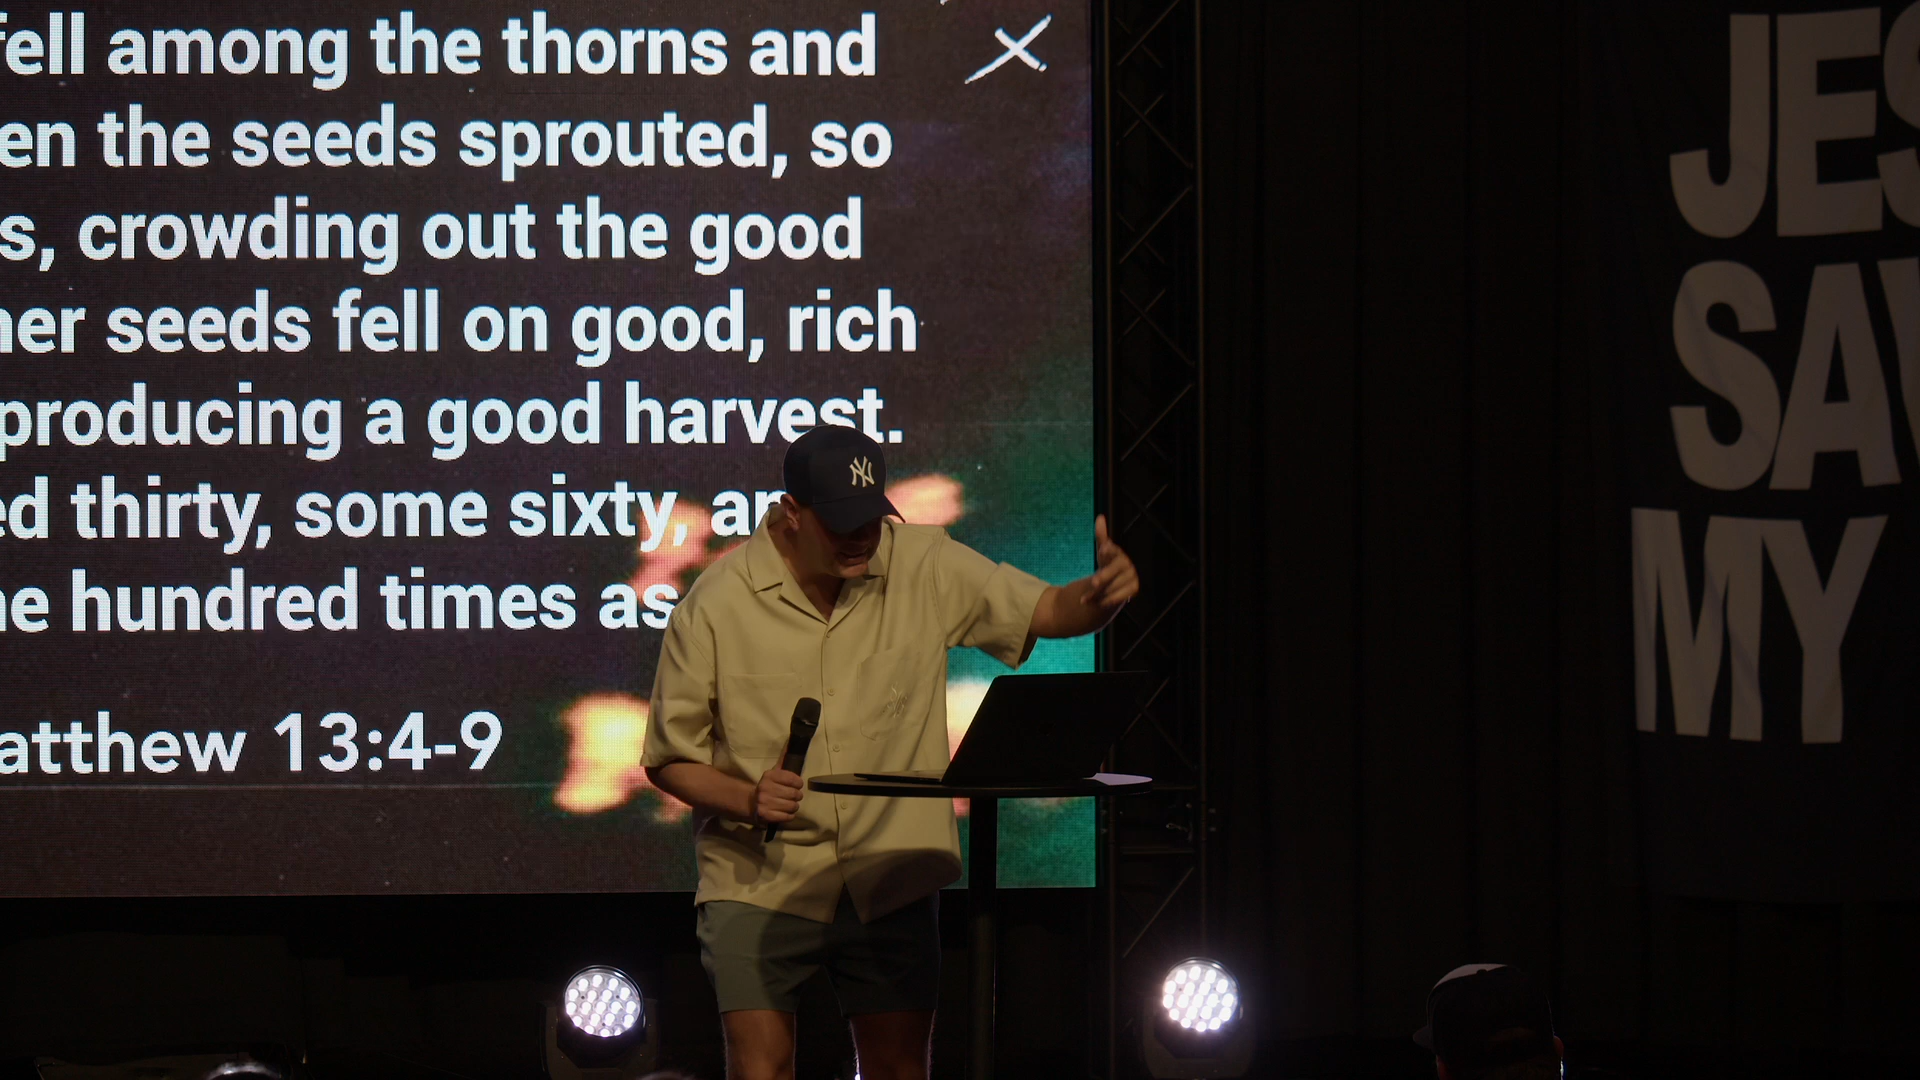 fell among the thorns and
en the seeds sprouted, so
s, crowding out the good
her seeds fell on good, rich
producing a good harvest.
ed thirty, some sixty, an
ne hundred times as
atthew 13:4-9
NY
JES
SAV
MY